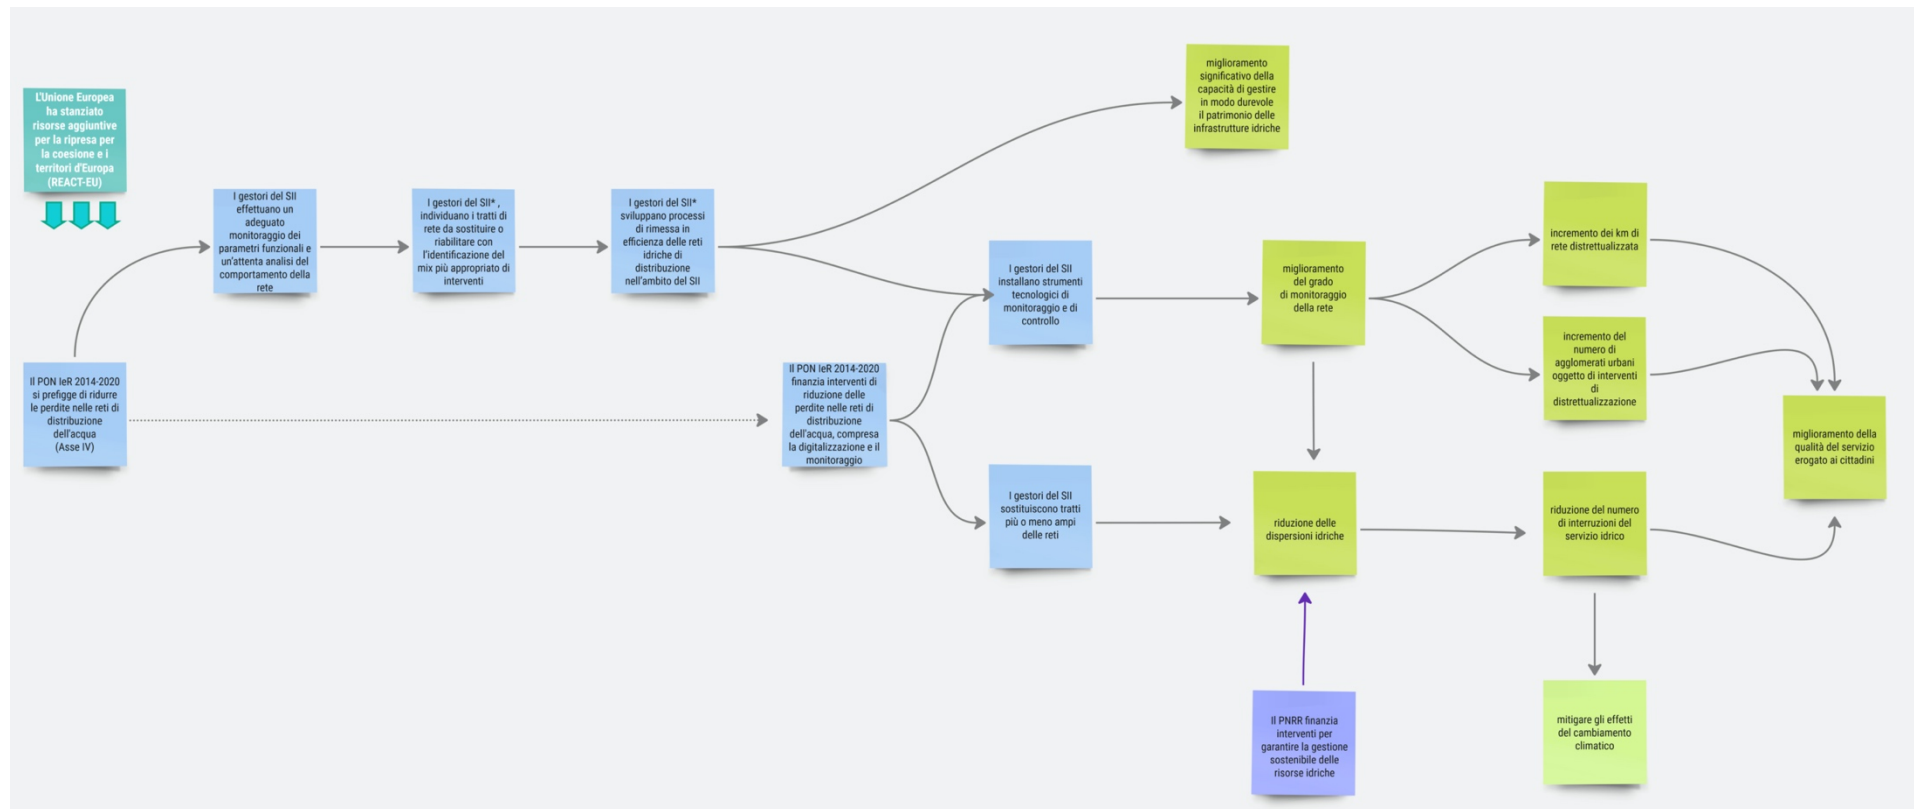 L'Unione Europea
ha stanziato
risorse aggiuntive
per la ripresa per
la coesione e i
territori d'Europa
(REACT-EU)
Il PON IeR 2014-2020
si prefigge di ridurre
le perdite nelle reti di
distribuzione
dell'acqua
(Asse IV)
I gestori del SII
effettuano un
adeguato
monitoraggio dei
parametri funzionali e
un'attenta analisi del
comportamento della
rete
I gestori del SII* ,
individuano i tratti di
rete da sostituire o
riabilitare con
l'identificazione del
mix più appropriato di
interventi
I gestori del SII*
sviluppano processi
di rimessa in
efficienza delle reti
idriche di
distribuzione
nell'ambito del SII
Il PON IeR 2014-2020
finanzia interventi di
riduzione delle
perdite nelle reti di
distribuzione
dell'acqua, compresa
la digitalizzazione e il
monitoraggio
I gestori del SII
installano strumenti
tecnologici di
monitoraggio e di
controllo
I gestori del SII
sostituiscono tratti
più o meno ampi
delle reti
miglioramento
significativo della
capacità di gestire
in modo durevole
il patrimonio delle
infrastrutture idriche
miglioramento
del grado
di monitoraggio
della rete
riduzione delle
dispersioni idriche
Il PNRR finanzia
interventi per
garantire la gestione
sostenibile delle
risorse idriche
incremento dei km di
rete distrettualizzata
incremento del
numero di
agglomerati urbani
oggetto di interventi
di
distrettualizzazione
riduzione del numero
di interruzioni del
servizio idrico
mitigare gli effetti
del cambiamento
climatico
miglioramento della
qualità del servizio
erogato ai cittadini